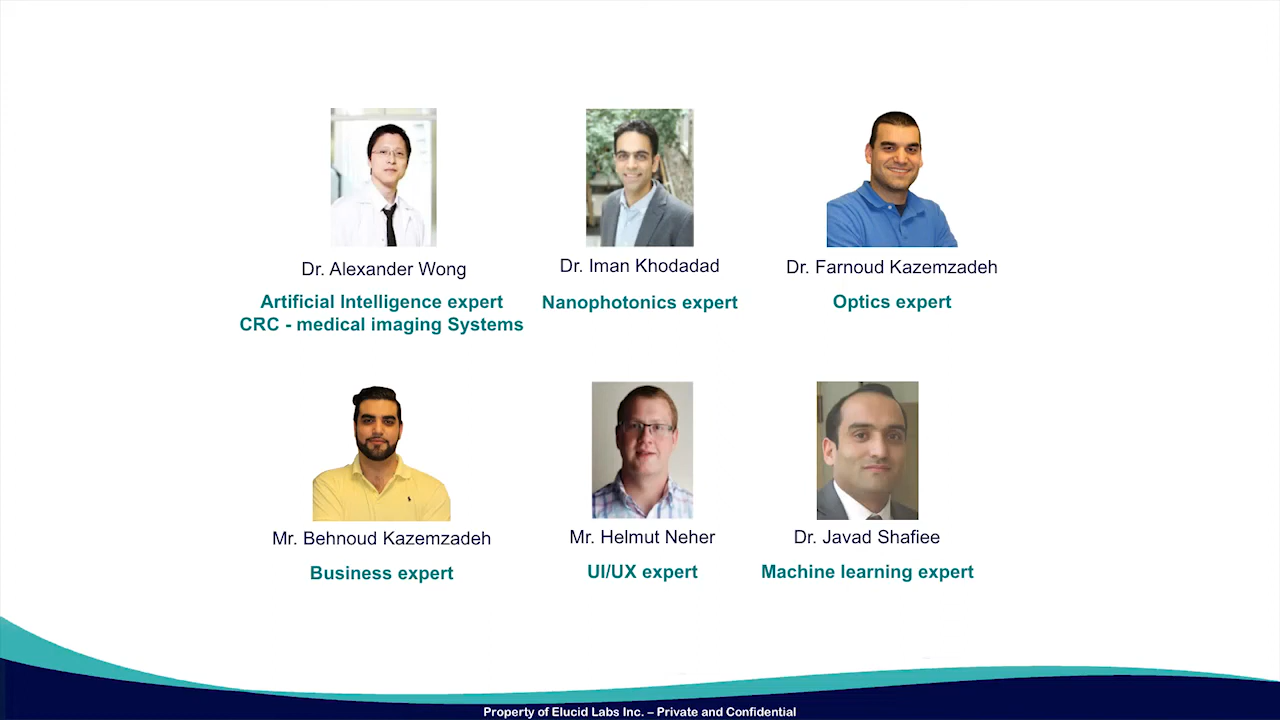 Dr. Alexander Wong
Artificial Intelligence expert
CRC - medical imaging Systems
Dr. Iman Khodadad
Nanophotonics expert
Dr. Farnoud Kazemzadeh
Optics expert
Mr. Behnoud Kazemzadeh
Business expert
Mr. Helmut Neher
UI/UX expert
Dr. Javad Shafiee
Machine learning expert
Property of Elucid Labs Inc. – Private and Confidential